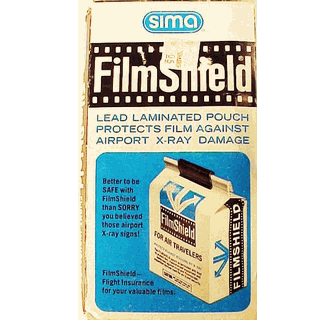 sima
FilmShield
LEAD LAMINATED POUCH
PROTECTS FILM AGAINST
AIRPORT X-RAY DAMAGE
Better to be
SAFE with
FilmShield
than SORRY
you believed
those airport
X-ray signs!
FilmShield—
Flight Insurance
for your valuable films.
FilmShield
FOR AIR TRAVELERS
FILMSHIELD